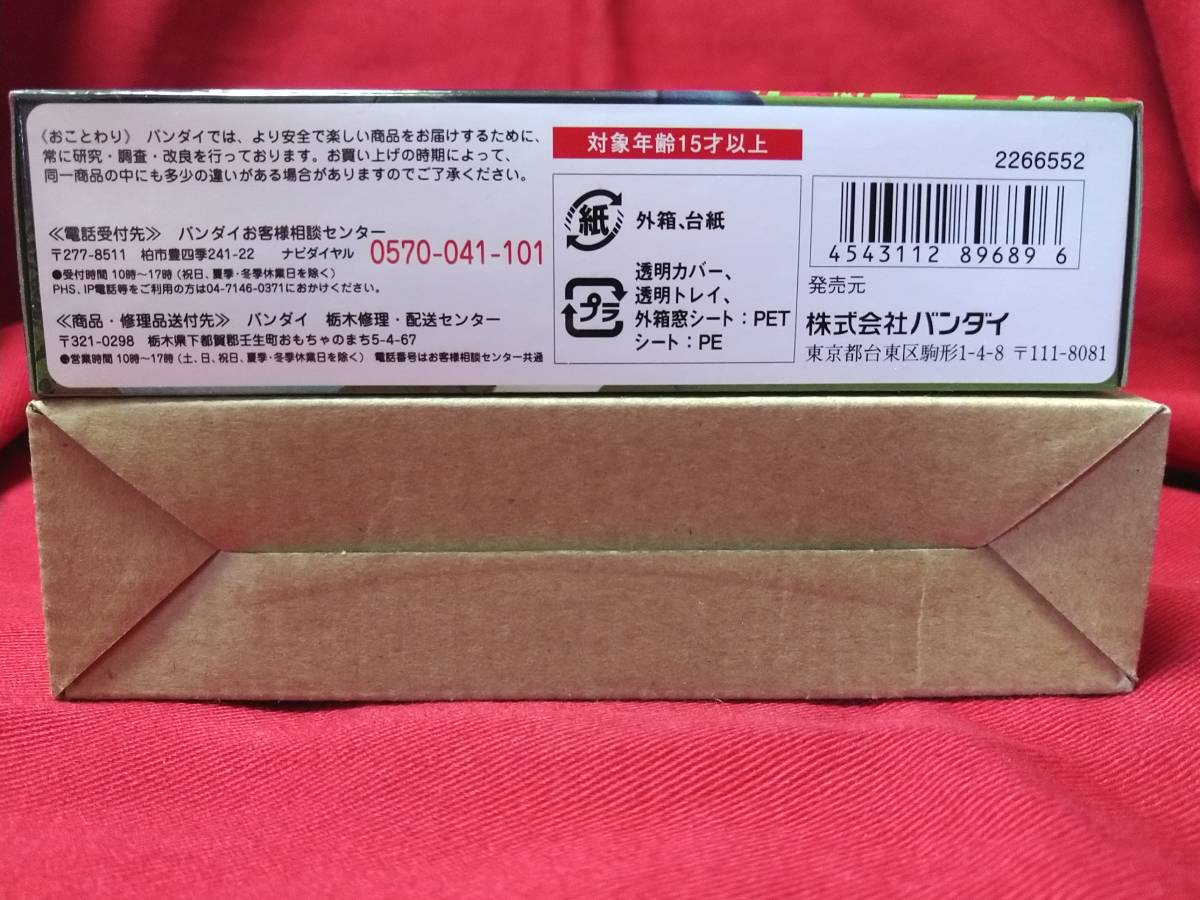 《おことわり》 バンダイでは、より安全で楽しい商品をお届けするために、
常に研究・調査・改良を行っております。お買い上げの時期によって、
同一商品の中にも多少の違いがある場合がありますのでご了承ください。
≪電話受付先≫ バンダイお客様相談センター
〒277-8511 柏市豊四季241-22 ナビダイヤル 0570-041-101
●受付時間 10時〜17時(祝日、夏季・冬季休業日を除く)
PHS、IP電話等をご利用の方は04-7146-0371におかけください。
≪商品・修理品送付先≫ バンダイ 栃木修理・配送センター
〒321-0298 栃木県下都賀郡壬生町おもちゃのまち5-4-67
●営業時間 10時〜17時(土、日、祝日、夏季・冬季休業日を除く) 電話番号はお客様相談センター共通
対象年齢15才以上
紙 外箱、台紙
プラ
透明カバー、
透明トレイ、
外箱窓シート:PET
シート:PE
2266552
4543112 896896
発売元
株式会社バンダイ
東京都台東区駒形1-4-8 〒111-8081